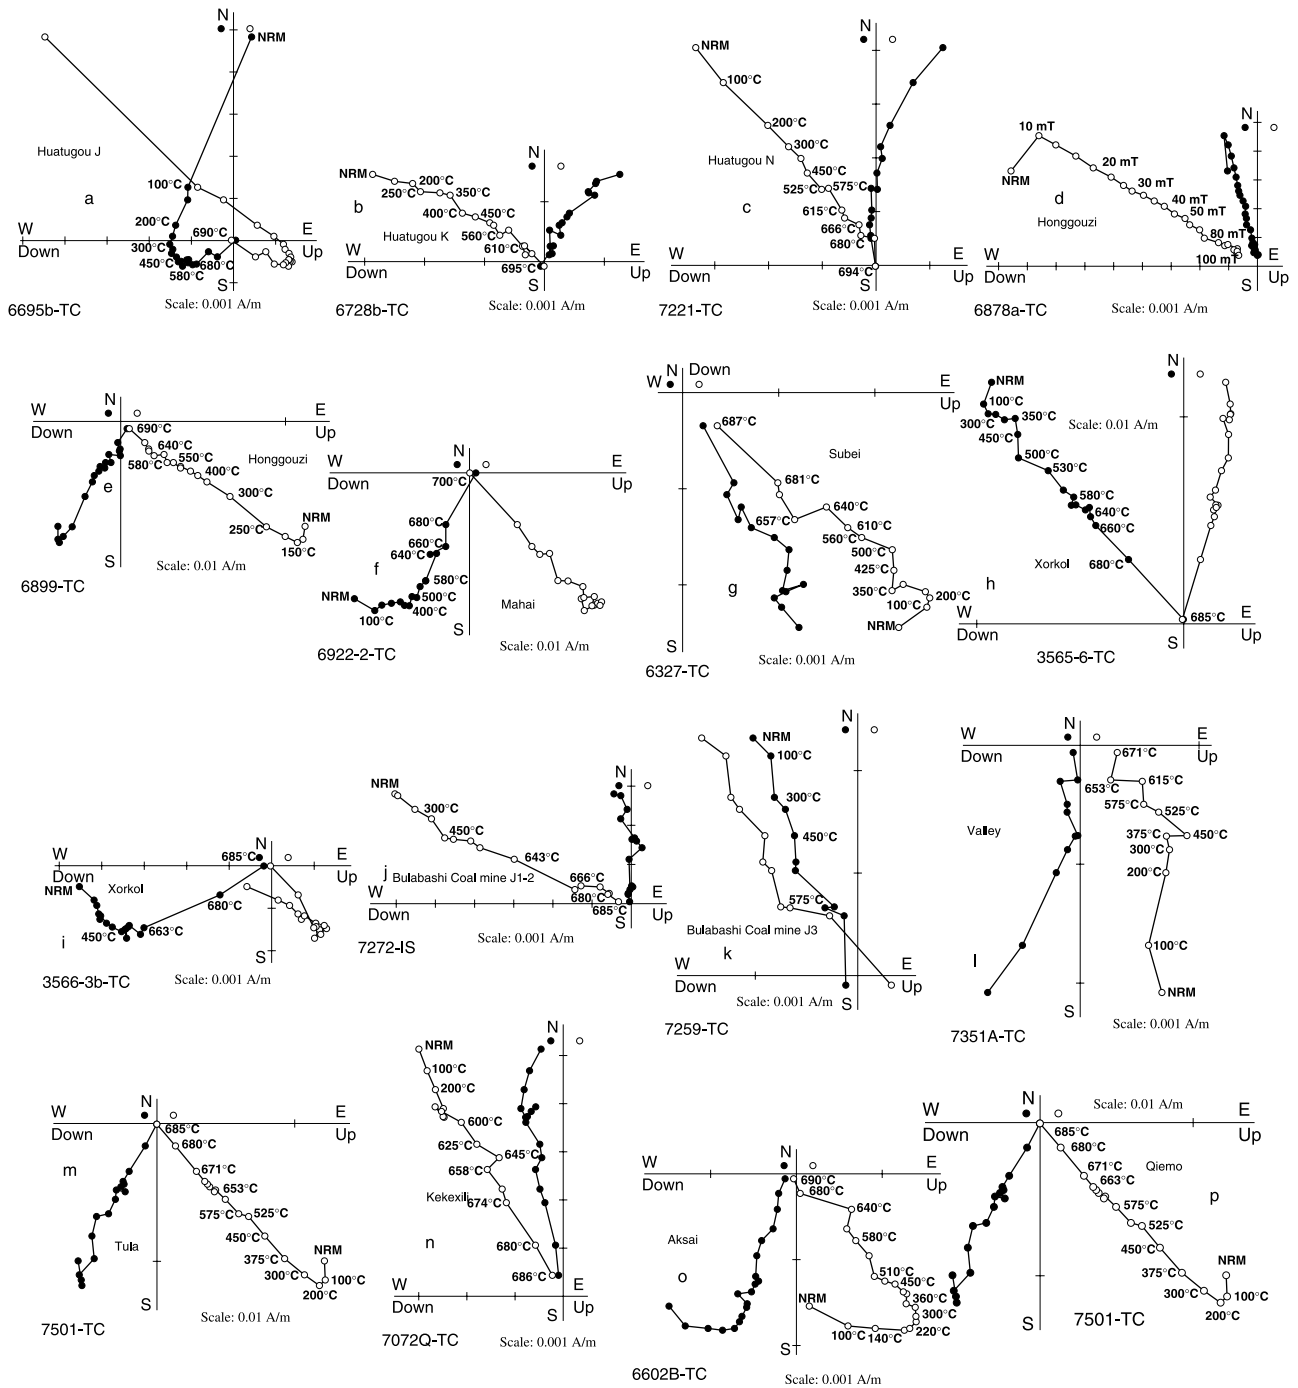 N
NRM
Huatugou J
a
100°C
200°C
300°C
450°C
580°C
680°C
690°C
W
Down
E
Up
S
Scale: 0.001 A/m
6695b-TC
N
NRM
200°C
250°C
350°C
400°C
450°C
560°C
610°C
695°C
b
Huatugou K
W
Down
E
Up
S
Scale: 0.001 A/m
6728b-TC
N
NRM
100°C
200°C
300°C
450°C
525°C
575°C
615°C
666°C
680°C
694°C
Huatugou N
c
W
Down
E
Up
S
Scale: 0.001 A/m
7221-TC
N
10 mT
NRM
20 mT
30 mT
40 mT
50 mT
80 mT
100 mT
d
Honggouzi
W
Down
E
Up
S
Scale: 0.001 A/m
6878a-TC
N
W
Down
E
Up
690°C
640°C
580°C
550°C
400°C
300°C
250°C
NRM
150°C
Honggouzi
e
S
Scale: 0.01 A/m
6899-TC
N
W
Down
E
Up
700°C
680°C
660°C
640°C
580°C
500°C
400°C
NRM
100°C
f
Mahai
S
Scale: 0.01 A/m
6922-2-TC
N
Down
W
E
Up
687°C
Subei
681°C
657°C
640°C
610°C
560°C
500°C
425°C
350°C
200°C
100°C
NRM
g
S
Scale: 0.001 A/m
6327-TC
N
NRM
100°C
300°C
350°C
450°C
500°C
530°C
580°C
640°C
660°C
680°C
685°C
Scale: 0.01 A/m
Xorkol
h
W
Down
E
Up
S
3565-6-TC
N
685°C
W
Down
E
Up
Xorkol
NRM
680°C
450°C
663°C
i
S
3566-3b-TC
Scale: 0.001 A/m
N
NRM
300°C
450°C
643°C
666°C
680°C
685°C
j
Bulabashi Coal mine J1-2
W
Down
E
Up
S
7272-IS
Scale: 0.001 A/m
N
NRM
100°C
300°C
450°C
575°C
Bulabashi Coal mine J3
k
W
Down
E
Up
Scale: 0.001 A/m
S
7259-TC
N
W
Down
E
Up
671°C
653°C
615°C
575°C
525°C
450°C
375°C
300°C
200°C
100°C
NRM
Valley
l
S
Scale: 0.001 A/m
7351A-TC
N
W
Down
E
Up
685°C
680°C
671°C
653°C
575°C
525°C
450°C
375°C
300°C
NRM
100°C
200°C
m
Tula
S
7501-TC
Scale: 0.01 A/m
N
NRM
100°C
200°C
600°C
625°C
645°C
658°C
674°C
680°C
686°C
Kekexili
n
W
Down
E
Up
S
7072Q-TC
Scale: 0.001 A/m
N
W
Down
E
Up
690°C
680°C
640°C
580°C
510°C
450°C
360°C
300°C
220°C
140°C
100°C
NRM
Aksai
o
S
6602B-TC
Scale: 0.001 A/m
N
Scale: 0.01 A/m
W
Down
E
Up
685°C
680°C
671°C
663°C
575°C
525°C
450°C
375°C
300°C
NRM
100°C
200°C
Qiemo
p
S
7501-TC